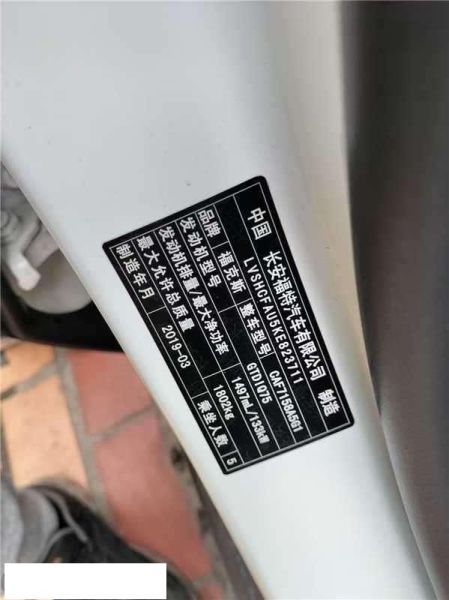 中国 长安福特汽车有限公司 制造
LVSHCFAU5KE823711
品牌 福克斯 整车型号 CAF7158A5G1
发动机型号 GTDIQ75
发动机排量/最大净功率 1497mL/133kW
最大允许总质量 1802kg
制造年月 2019-03 乘坐人数 5